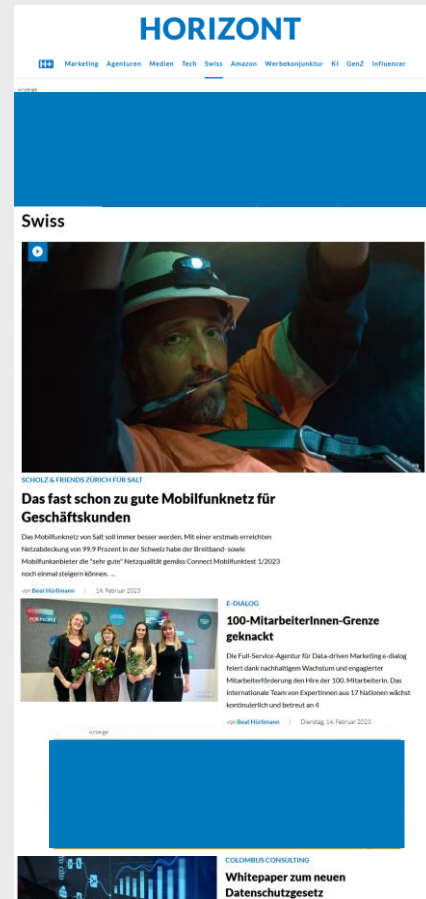 HORIZONT
H+ Marketing Agenturen Medien Tech Swiss Amazon Werbekonjunktur KI GenZ Influencer
Anzeige
Swiss
SCHOLZ & FRIENDS ZÜRICH FÜR SALT
Das fast schon zu gute Mobilfunknetz für
Geschäftskunden
Das Mobilfunknetz von Salt soll immer besser werden. Mit einer erstmals erreichten
Netzabdeckung von 99.9 Prozent in der Schweiz habe der Breitband- sowie
Mobilfunkanbieter die "sehr gute" Netzqualität gemäss Connect Mobilfunktest 1/2023
noch einmal steigern können. ...
von Beat Hürlimann | 14. Februar 2023
FOR PEOPLE
E-DIALOG
100-MitarbeiterInnen-Grenze
geknackt
Die Full-Service-Agentur für Data-driven Marketing e-dialog
feiert dank nachhaltigem Wachstum und engagierter
Mitarbeiterförderung den Hire der 100. MitarbeiterIn. Das
internationale Team von ExpertInnen aus 17 Nationen wächst
kontinuierlich und betreut an 4
von Beat Hürlimann | Dienstag, 14. Februar 2023
Anzeige
COLOMBUS CONSULTING
Whitepaper zum neuen
Datenschutzgesetz